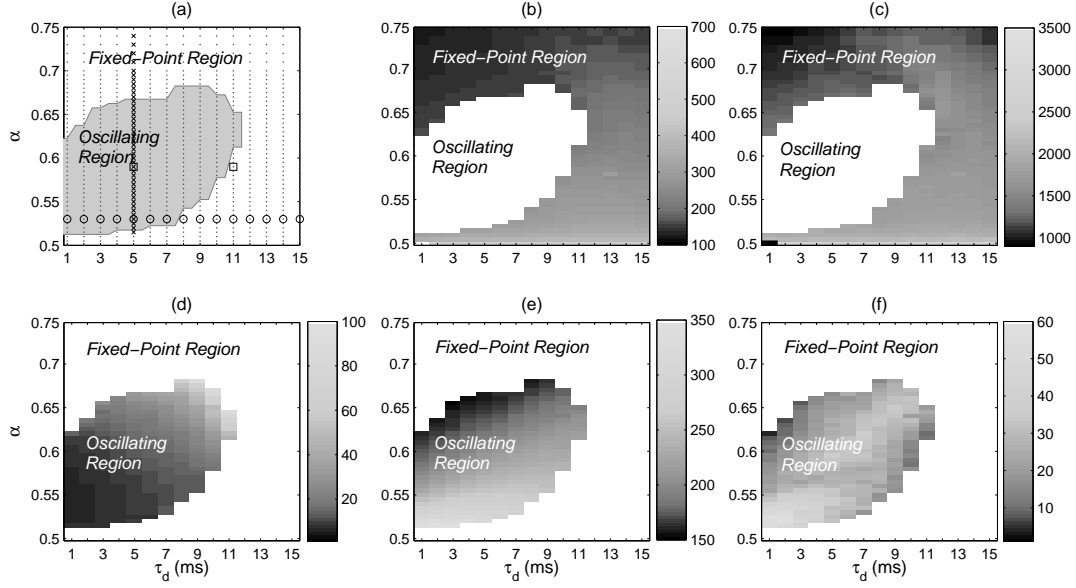 (a)
0.75
0.7
0.65
0.6
0.55
0.5
α
Fixed−Point Region
Oscillating
Region
1 3 5 7 9 11 13 15
(b)
0.75
0.7
0.65
0.6
0.55
0.5
Fixed−Point Region
Oscillating
Region
1 3 5 7 9 11 13 15
700
600
500
400
300
200
100
(c)
0.75
0.7
0.65
0.6
0.55
0.5
Fixed−Point Region
Oscillating
Region
1 3 5 7 9 11 13 15
3500
3000
2500
2000
1500
1000
(d)
0.75
0.7
0.65
0.6
0.55
0.5
α
Fixed−Point Region
Oscillating
Region
1 3 5 7 9 11 13 15
τd (ms)
100
80
60
40
20
(e)
0.75
0.7
0.65
0.6
0.55
0.5
Fixed−Point Region
Oscillating
Region
1 3 5 7 9 11 13 15
τd (ms)
350
300
250
200
150
(f)
0.75
0.7
0.65
0.6
0.55
0.5
Fixed−Point Region
Oscillating
Region
1 3 5 7 9 11 13 15
τd (ms)
60
50
40
30
20
10